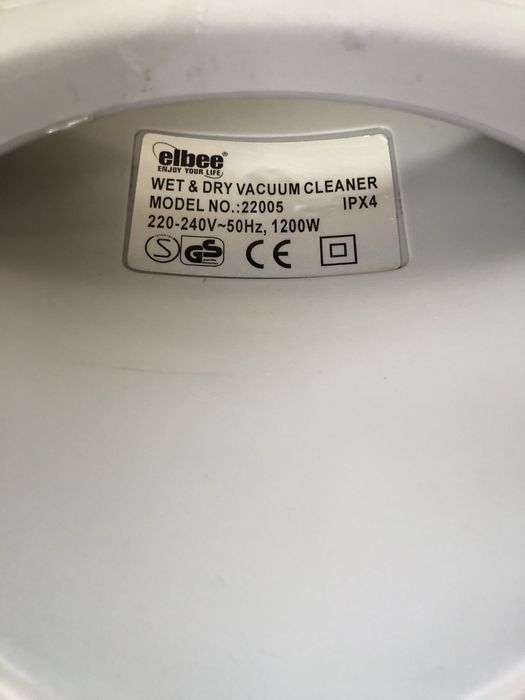 elbee®
ENJOY YOUR LIFE
WET & DRY VACUUM CLEANER
MODEL NO.:22005 IPX4
220-240V~50Hz, 1200W
S GS CE